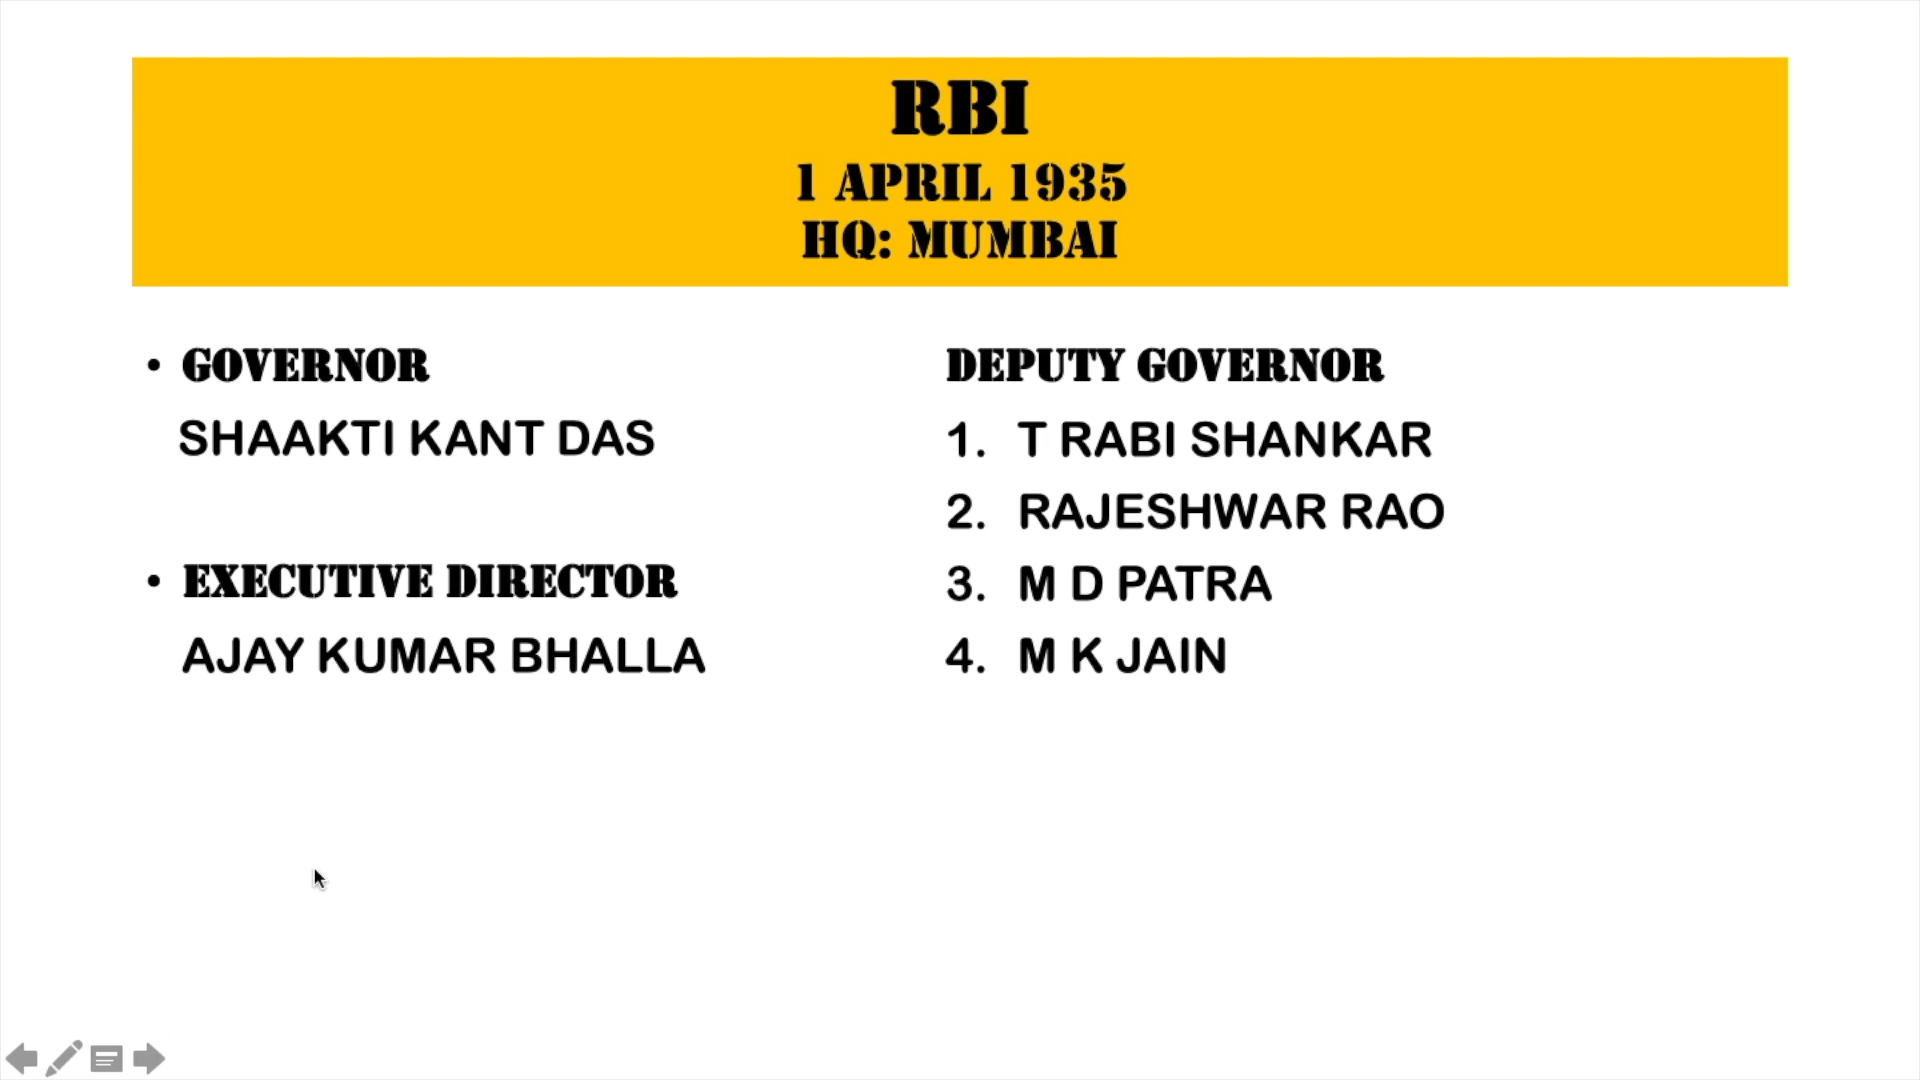 RBI
1 APRIL 1935
HQ: MUMBAI
• GOVERNOR
SHAAKTI KANT DAS
• EXECUTIVE DIRECTOR
AJAY KUMAR BHALLA
DEPUTY GOVERNOR
1. T RABI SHANKAR
2. RAJESHWAR RAO
3. M D PATRA
4. M K JAIN